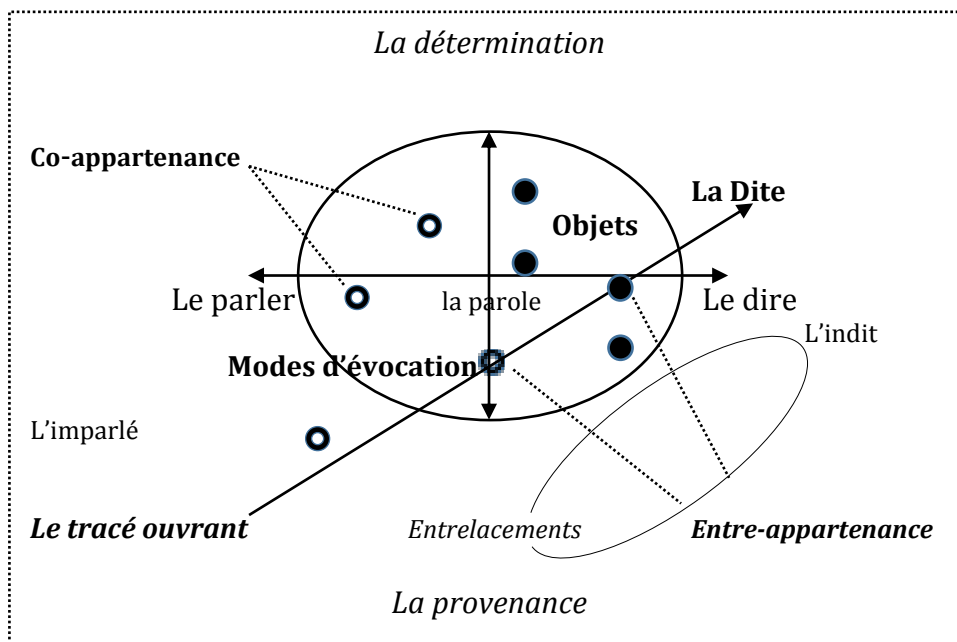 La détermination
Co-appartenance
La Dite
Objets
Le parler
la parole
Le dire
L'indit
Modes d'évocation
L'imparlé
Le tracé ouvrant
Entrelacements
Entre-appartenance
La provenance